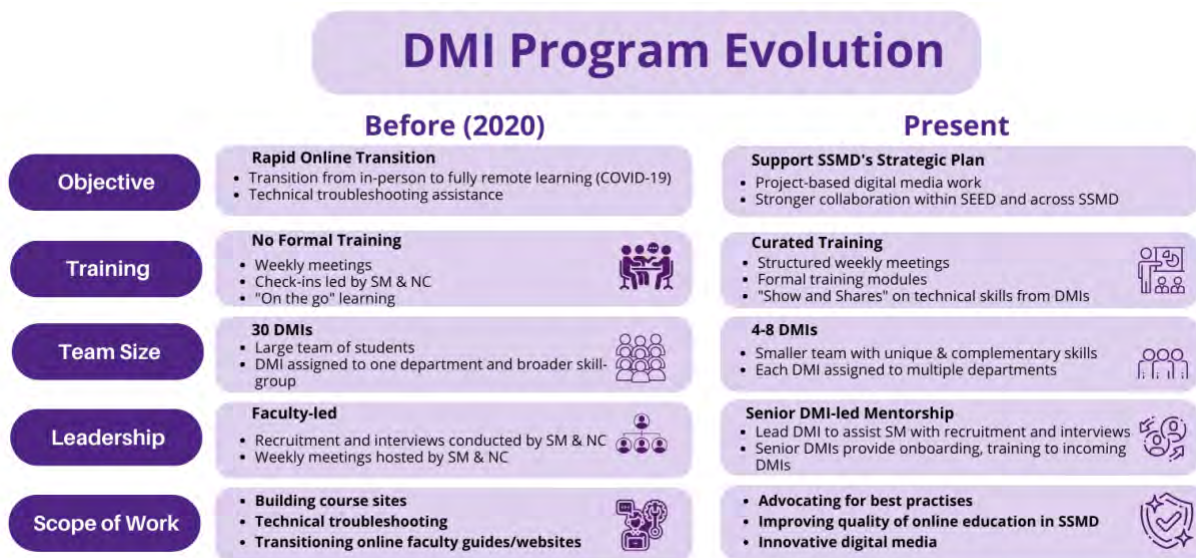 DMI Program Evolution
Before (2020)
Present
Objective
Rapid Online Transition
• Transition from in-person to fully remote learning (COVID-19)
• Technical troubleshooting assistance
Support SSMD's Strategic Plan
• Project-based digital media work
• Stronger collaboration within SEED and across SSMD
Training
No Formal Training
• Weekly meetings
• Check-ins led by SM & NC
• "On the go" learning
Curated Training
• Structured weekly meetings
• Formal training modules
• "Show and Shares" on technical skills from DMIs
Team Size
30 DMIs
• Large team of students
• DMI assigned to one department and broader skill-
group
4-8 DMIs
• Smaller team with unique & complementary skills
• Each DMI assigned to multiple departments
Leadership
Faculty-led
• Recruitment and interviews conducted by SM & NC
• Weekly meetings hosted by SM & NC
Senior DMI-led Mentorship
• Lead DMI to assist SM with recruitment and interviews
• Senior DMIs provide onboarding, training to incoming
DMIs
Scope of Work
• Building course sites
• Technical troubleshooting
• Transitioning online faculty guides/websites
• Advocating for best practises
• Improving quality of online education in SSMD
• Innovative digital media